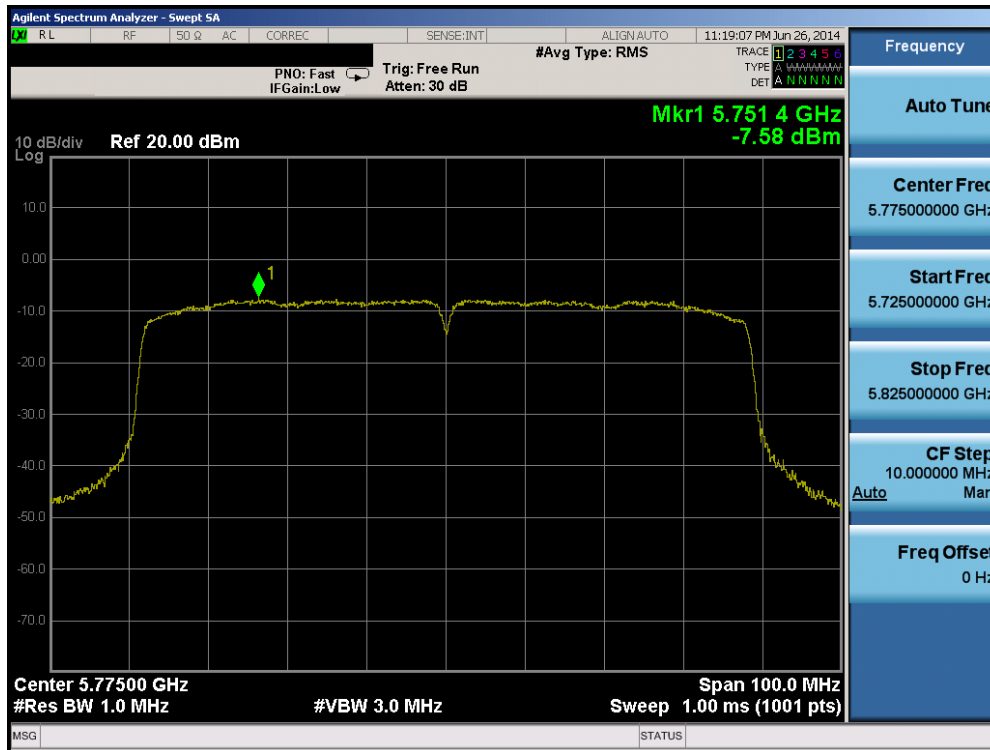 Agilent Spectrum Analyzer - Swept SA
LXI RL RF 50 Ω AC CORREC SENSE:INT ALIGN AUTO 11:19:07 PM Jun 26, 2014
#Avg Type: RMS
TRACE 1 2 3 4 5 6
PNO: Fast Trig: Free Run
TYPE A WWWWW
IFGain:Low Atten: 30 dB
DET A N N N N N
Mkr1 5.751 4 GHz
-7.58 dBm
10 dB/div Ref 20.00 dBm
Log
10.0
0.00
1
-10.0
-20.0
-30.0
-40.0
-50.0
-60.0
-70.0
Center 5.77500 GHz Span 100.0 MHz
#Res BW 1.0 MHz #VBW 3.0 MHz Sweep 1.00 ms (1001 pts)
MSG STATUS
Frequency
Auto Tune
Center Freq
5.775000000 GHz
Start Freq
5.725000000 GHz
Stop Freq
5.825000000 GHz
CF Step
10.000000 MHz
Auto Man
Freq Offset
0 Hz